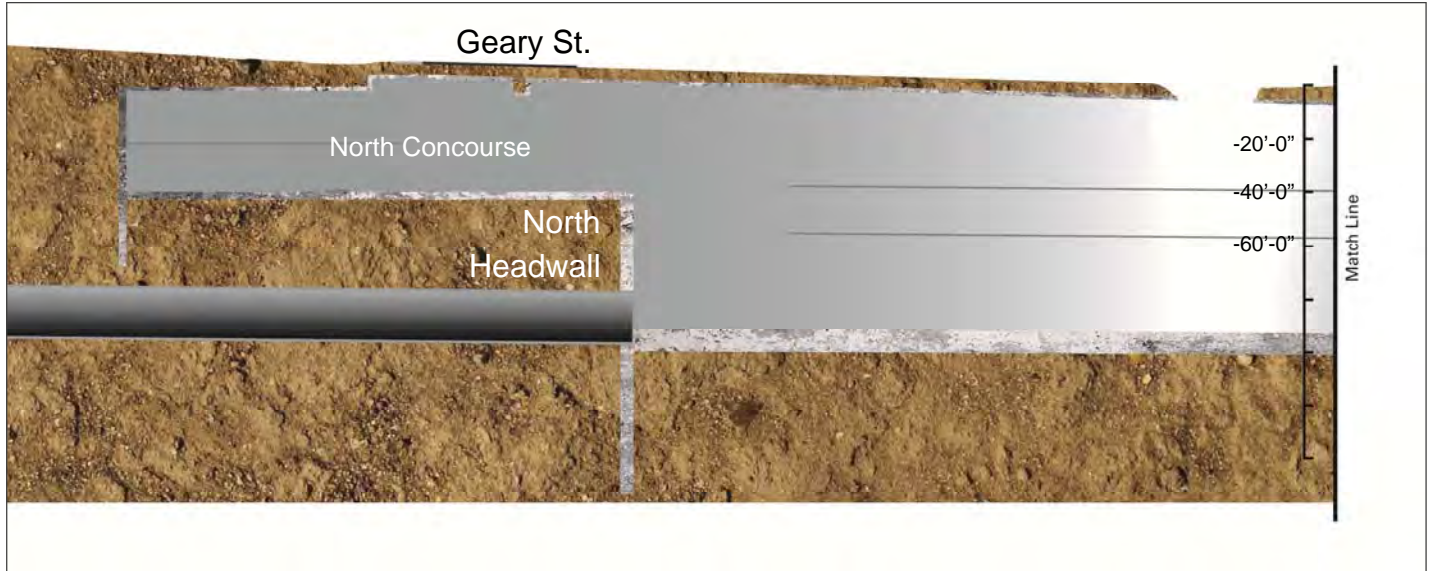 Geary St.
North Concourse
-20’-0”
-40’-0”
North
Headwall
-60’-0”
Match Line